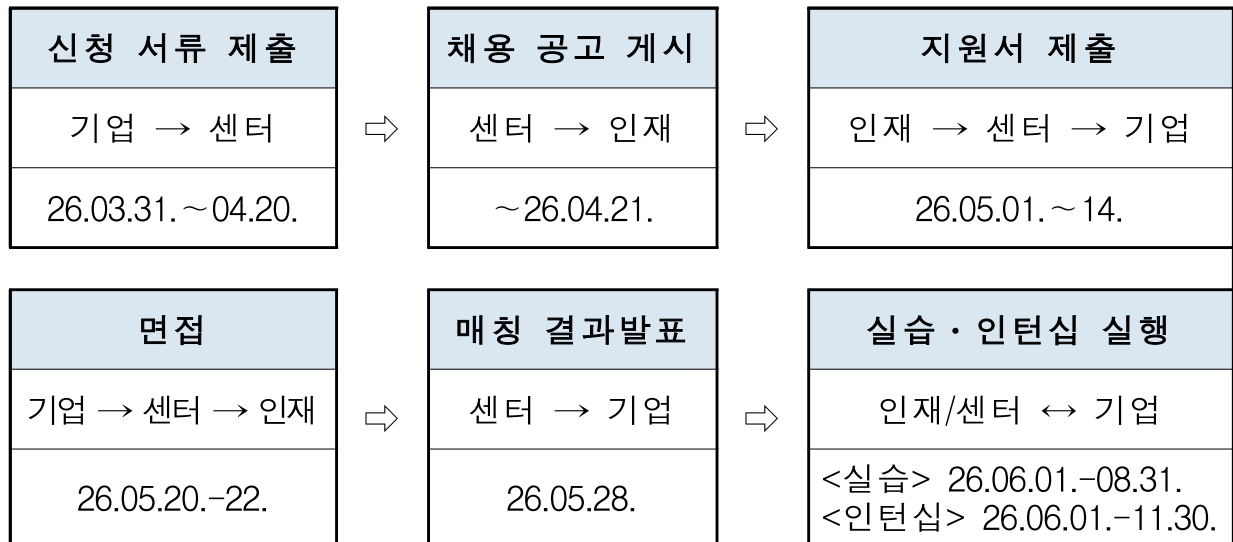 신청 서류 제출
기업 → 센터
26.03.31.~04.20.
⇨
채용 공고 게시
센터 → 인재
~26.04.21.
⇨
지원서 제출
인재 → 센터 → 기업
26.05.01.~14.
면접
기업 → 센터 → 인재
26.05.20.-22.
⇨
매칭 결과발표
센터 → 기업
26.05.28.
⇨
실습·인턴십 실행
인재/센터 ↔ 기업
<실습> 26.06.01.-08.31.
<인턴십> 26.06.01.-11.30.